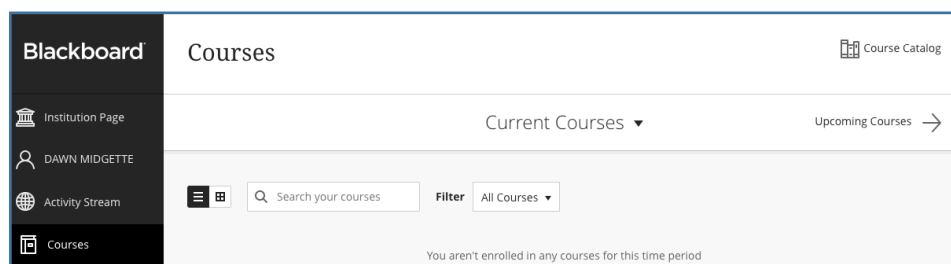 Blackboard
Courses
Course Catalog
Institution Page
Current Courses
Upcoming Courses
DAWN MIDGETTE
Activity Stream
Search your courses
Filter
All Courses
Courses
You aren't enrolled in any courses for this time period